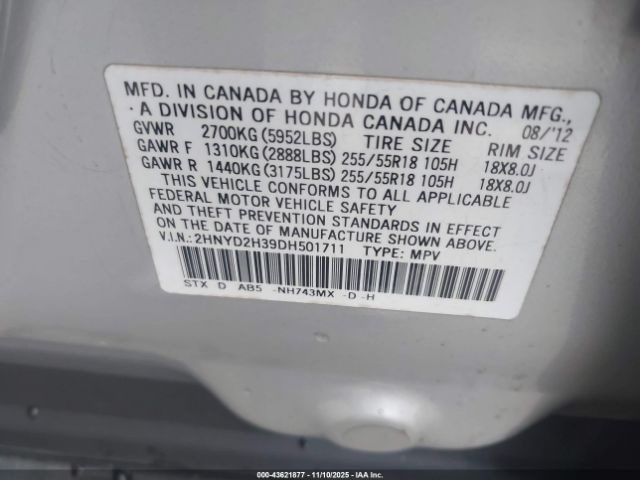 MFD. IN CANADA BY HONDA OF CANADA MFG.,
A DIVISION OF HONDA CANADA INC. 08/'12
GVWR 2700KG (5952LBS) TIRE SIZE RIM SIZE
GAWR F 1310KG (2888LBS) 255/55R18 105H 18X8.0J
GAWR R 1440KG (3175LBS) 255/55R18 105H 18X8.0J
THIS VEHICLE CONFORMS TO ALL APPLICABLE
FEDERAL MOTOR VEHICLE SAFETY
AND THEFT PREVENTION STANDARDS IN EFFECT
ON THE DATE OF MANUFACTURE SHOWN ABOVE.
V.I.N.: 2HNYD2H39DH501711 TYPE: MPV
STX D AB5 -NH743MX -D -H
000-43621877 - 11/10/2025 - IAA Inc.